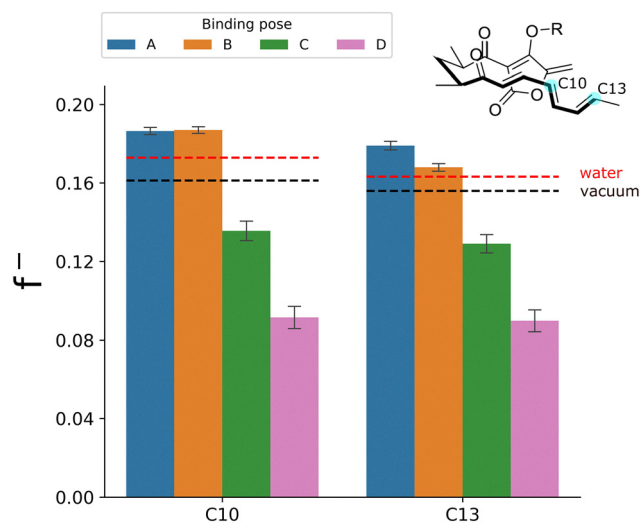 Binding pose
A B C D
O–R
O
O
C10
C13
O
O
0.20
0.16
0.12
0.08
0.04
0.00
f⁻
water
vacuum
C10 C13